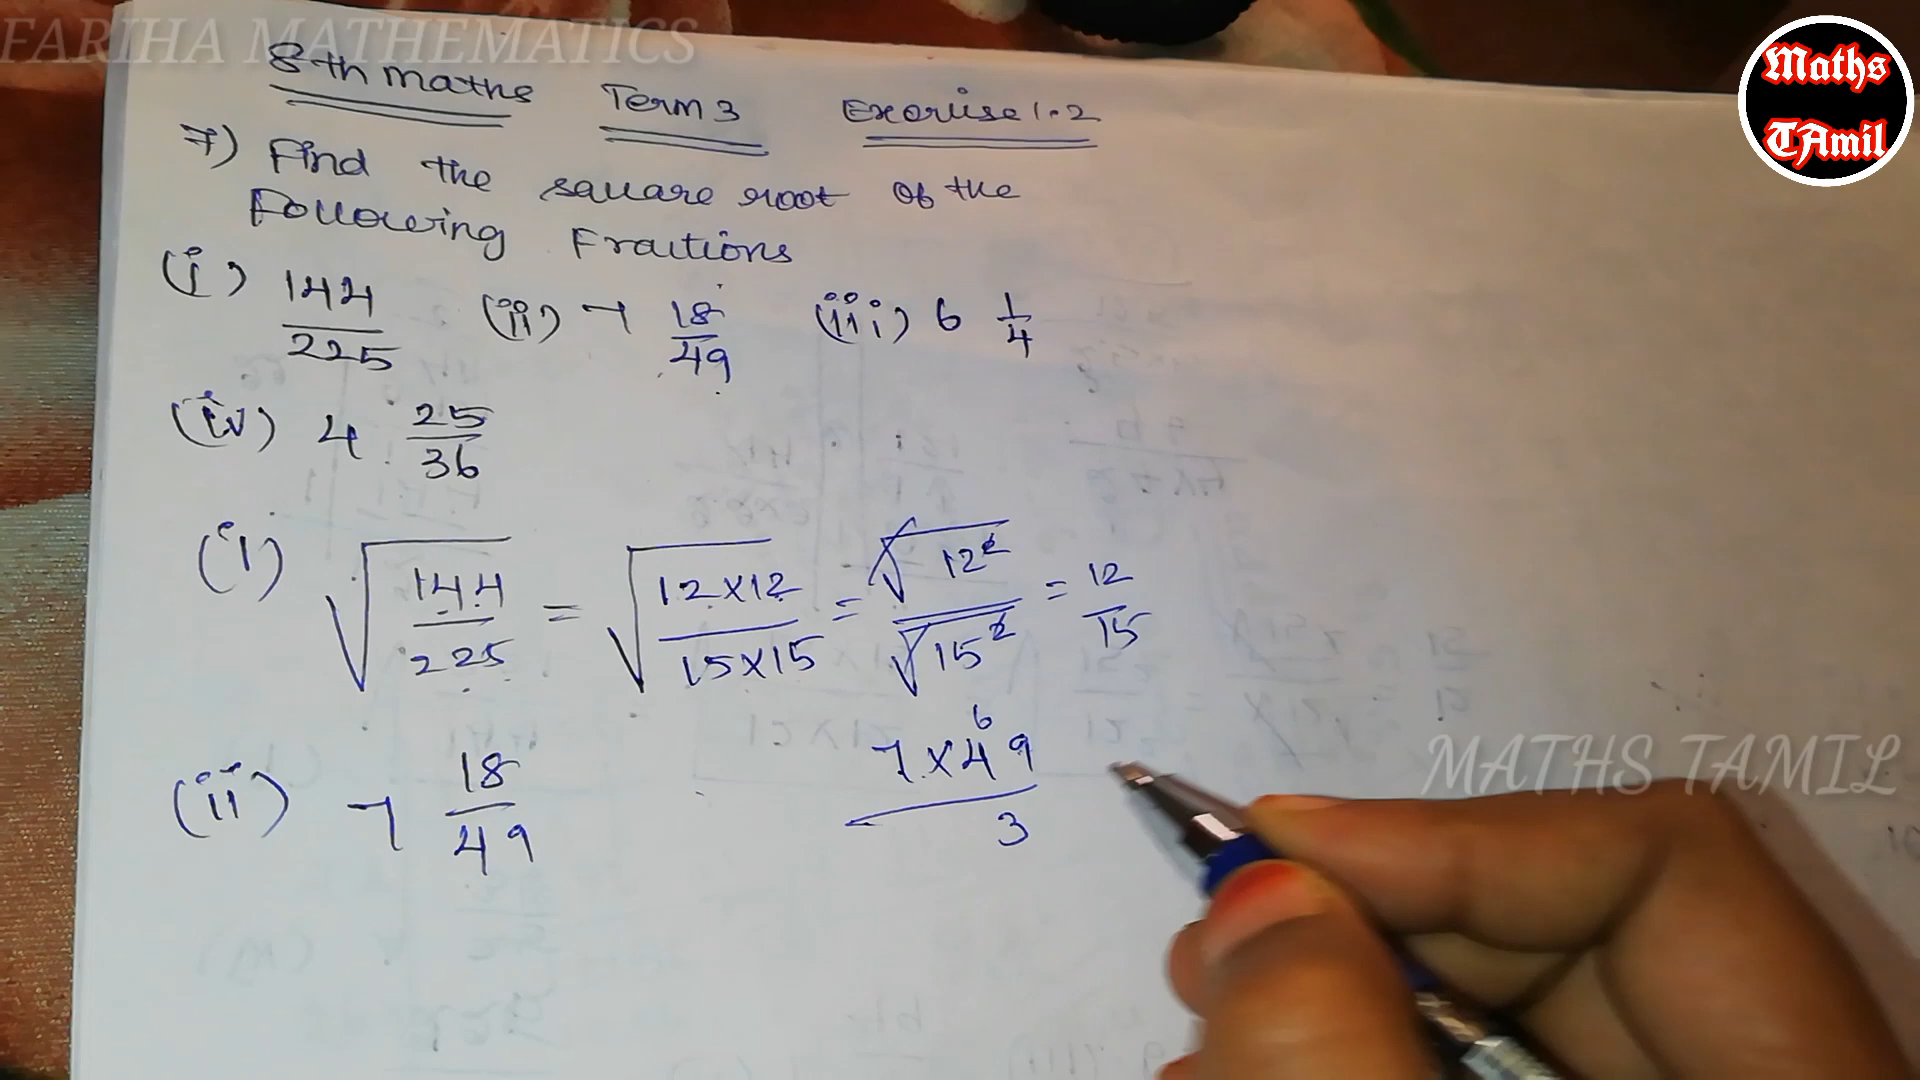 FARIHA MATHEMATICS
Maths
TAmil
8th maths Term 3 Exercise 1.2
7) Find the square root of the
Following Fractions
(i) 144/225 (ii) 7 18/49 (iii) 6 1/4
(iv) 4 25/36
(i) √(144/225) = √(12×12/15×15) = √12²/√15² = 12/15
(ii) 7 18/49
6
7×49
3
MATHS TAMIL